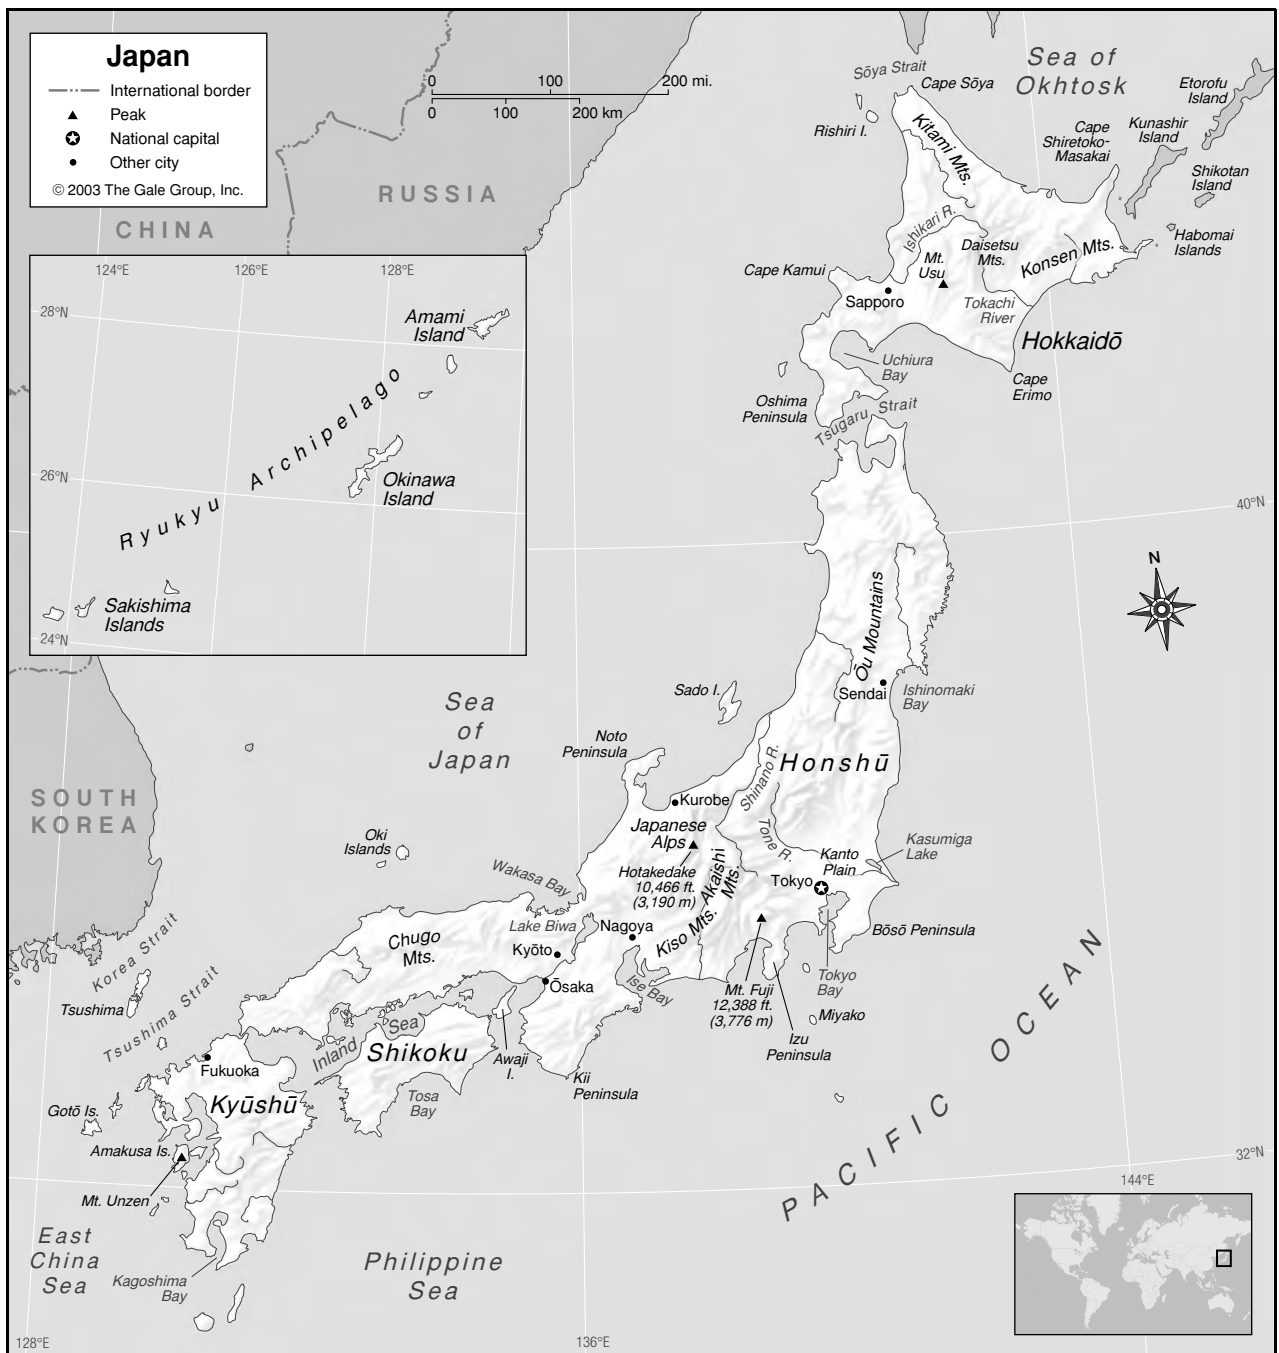 Japan
International border
Peak
National capital
Other city
© 2003 The Gale Group, Inc.
0 100 200 mi.
0 100 200 km
CHINA
RUSSIA
Sea of
Okhtosk
Sōya Strait
Cape Sōya
Rishiri I.
Kitami Mts.
Cape
Shiretoko-
Masakai
Etorofu
Island
Kunashir
Island
Shikotan
Island
Habomai
Islands
Ishikari R.
Daisetsu
Mts.
Konsen Mts.
Mt.
Usu
Cape Kamui
Sapporo
Tokachi
River
Hokkaidō
Uchiura
Bay
Cape
Erimo
Oshima
Peninsula
Tsugaru Strait
124°E
126°E
128°E
28°N
26°N
24°N
Amami
Island
Ryukyu Archipelago
Okinawa
Island
Sakishima
Islands
40°N
N
Ōu Mountains
Sendai
Ishinomaki
Bay
Sado I.
Sea
of
Japan
Noto
Peninsula
Honshū
Shinano R.
Kurobe
Japanese
Alps
Tone R.
Kasumiga
Lake
Kanto
Plain
Tokyo
Hotakedake
10,466 ft.
(3,190 m)
Akaishi
Mts.
Kiso Mts.
SOUTH
KOREA
Oki
Islands
Wakasa Bay
Lake Biwa
Nagoya
Chugo
Mts.
Kyōto
Ōsaka
Ise Bay
Bōsō Peninsula
Tokyo
Bay
Mt. Fuji
12,388 ft.
(3,776 m)
Miyako
Izu
Peninsula
Korea Strait
Tsushima
Tsushima Strait
Inland Sea
Shikoku
Awaji
I.
Kii
Peninsula
Tosa
Bay
Fukuoka
Kyūshū
Gotō Is.
Amakusa Is.
Mt. Unzen
East
China
Sea
Kagoshima
Bay
Philippine
Sea
PACIFIC OCEAN
32°N
144°E
128°E
136°E